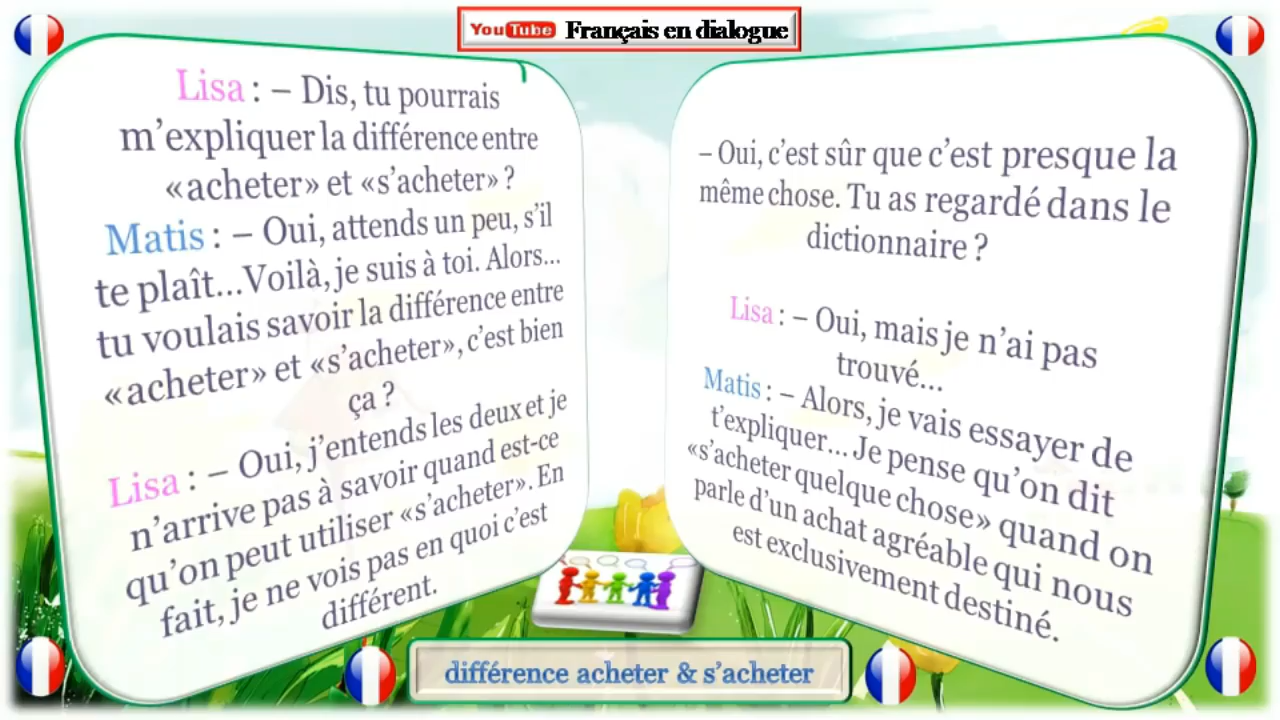 YouTube Français en dialogue
Lisa : – Dis, tu pourrais
m’expliquer la différence entre
«acheter» et «s’acheter» ?
Matis : – Oui, attends un peu, s’il
te plaît…Voilà, je suis à toi. Alors…
tu voulais savoir la différence entre
«acheter» et «s’acheter», c’est bien
ça ?
Lisa : – Oui, j’entends les deux et je
n’arrive pas à savoir quand est-ce
qu’on peut utiliser «s’acheter». En
fait, je ne vois pas en quoi c’est
différent.
– Oui, c’est sûr que c’est presque la
même chose. Tu as regardé dans le
dictionnaire ?
Lisa : – Oui, mais je n’ai pas
trouvé…
Matis : – Alors, je vais essayer de
t’expliquer… Je pense qu’on dit
«s’acheter quelque chose» quand on
parle d’un achat agréable qui nous
est exclusivement destiné.
différence acheter & s’acheter